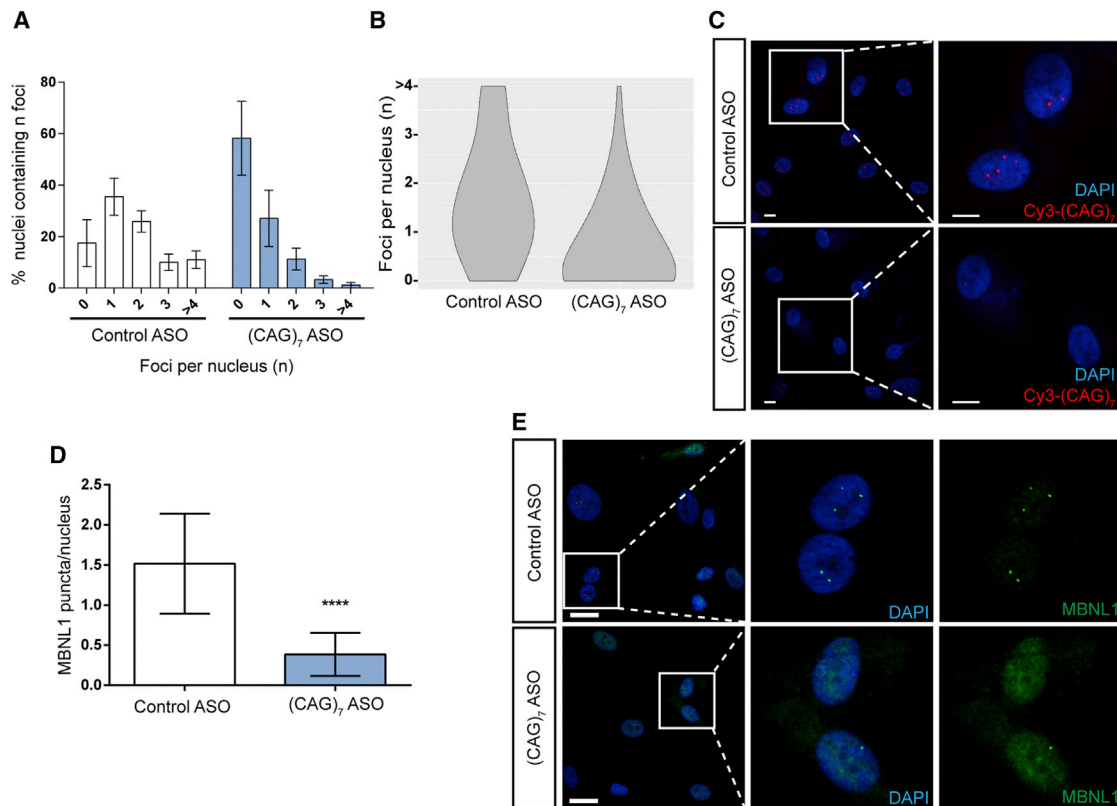 A
% nuclei containing n foci
80
60
40
20
0
0 1 2 3 >4
0 1 2 3 >4
Control ASO
(CAG)₇ ASO
Foci per nucleus (n)
B
Foci per nucleus (n)
>4
3
2
1
0
Control ASO
(CAG)₇ ASO
C
Control ASO
DAPI
Cy3-(CAG)₇
(CAG)₇ ASO
DAPI
Cy3-(CAG)₇
D
MBNL1 puncta/nucleus
2.5
2.0
1.5
1.0
0.5
0.0
****
Control ASO
(CAG)₇ ASO
E
Control ASO
DAPI
MBNL1
(CAG)₇ ASO
DAPI
MBNL1